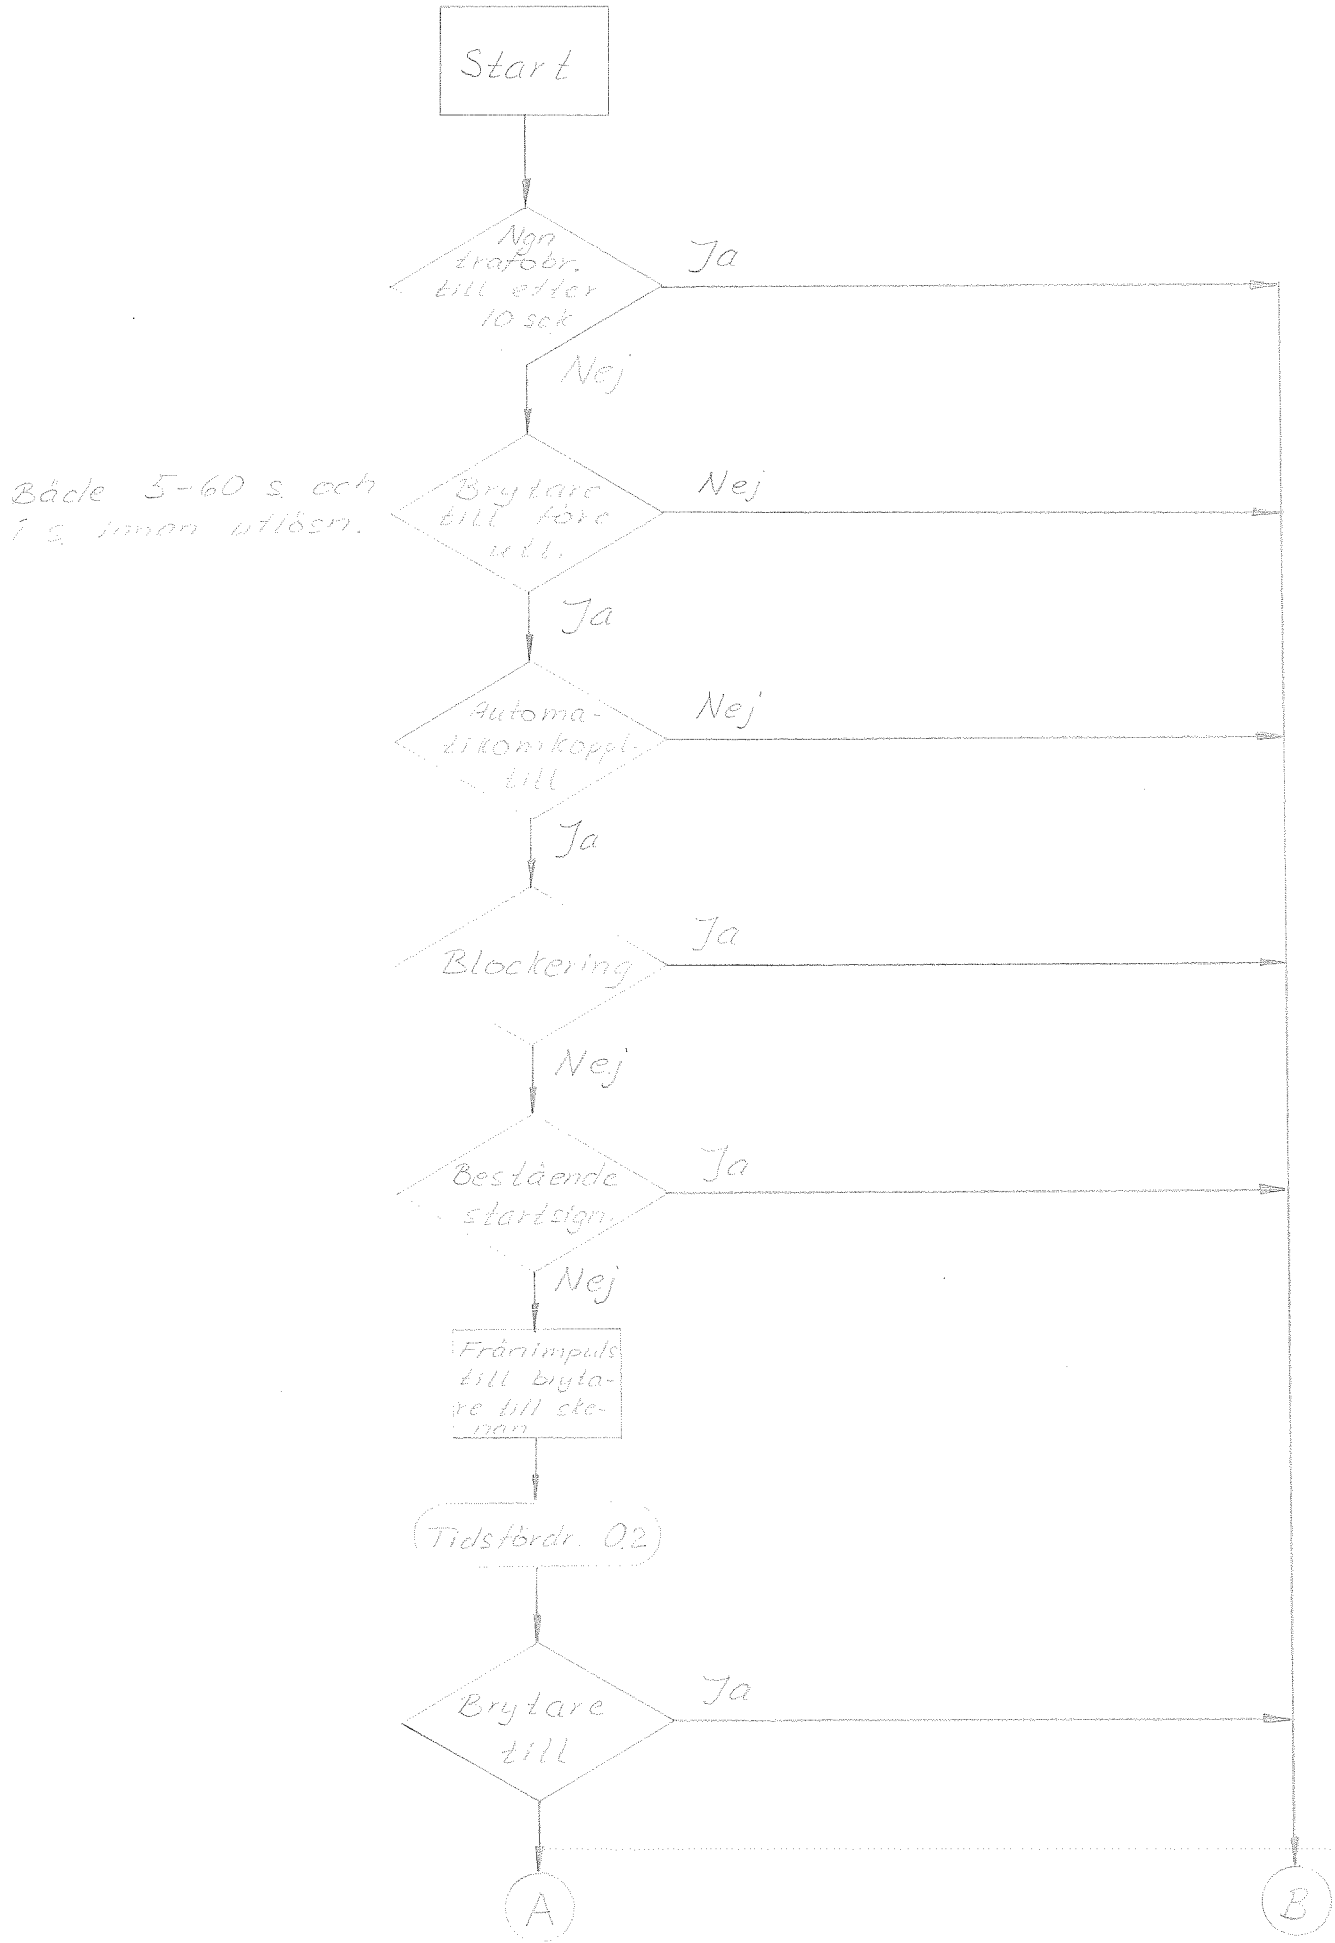 Start
Ngn
trafobr.
till efter
10 sek
Ja
Nej
Både 5-60 s. och
1 s. innan utlösn.
Brytare
till före
utl.
Nej
Ja
Automa-
tikomkoppl.
till
Nej
Ja
Blockering
Ja
Nej
Bestående
startsign.
Ja
Nej
Frånimpuls
till bryta-
re till ske-
nan
Tidsfördr. 0.2
Brytare
till
Ja
A
B